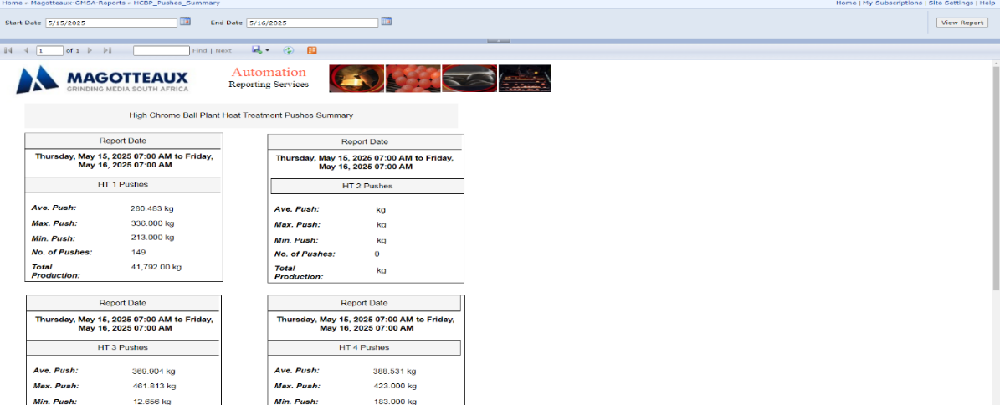 Home > Magotteaux-GMSA-Reports > HCBP_Pushes_Summary
Home | My Subscriptions | Site Settings | Help
Start Date 5/15/2025 End Date 5/16/2025 View Report
1 of 1 Find | Next
MAGOTTEAUX
GRINDING MEDIA SOUTH AFRICA
Automation
Reporting Services
High Chrome Ball Plant Heat Treatment Pushes Summary
Report Date
Thursday, May 15, 2025 07:00 AM to Friday,
May 16, 2025 07:00 AM
HT 1 Pushes
Ave. Push: 280.483 kg
Max. Push: 336.000 kg
Min. Push: 213.000 kg
No. of Pushes: 149
Total
Production: 41,792.00 kg
Report Date
Thursday, May 15, 2025 07:00 AM to Friday,
May 16, 2025 07:00 AM
HT 2 Pushes
Ave. Push: kg
Max. Push: kg
Min. Push: kg
No. of Pushes: 0
Total
Production: kg
Report Date
Thursday, May 15, 2025 07:00 AM to Friday,
May 16, 2025 07:00 AM
HT 3 Pushes
Ave. Push: 369.904 kg
Max. Push: 461.813 kg
Min. Push: 12.656 kg
Report Date
Thursday, May 15, 2025 07:00 AM to Friday,
May 16, 2025 07:00 AM
HT 4 Pushes
Ave. Push: 388.531 kg
Max. Push: 423.000 kg
Min. Push: 183.000 kg